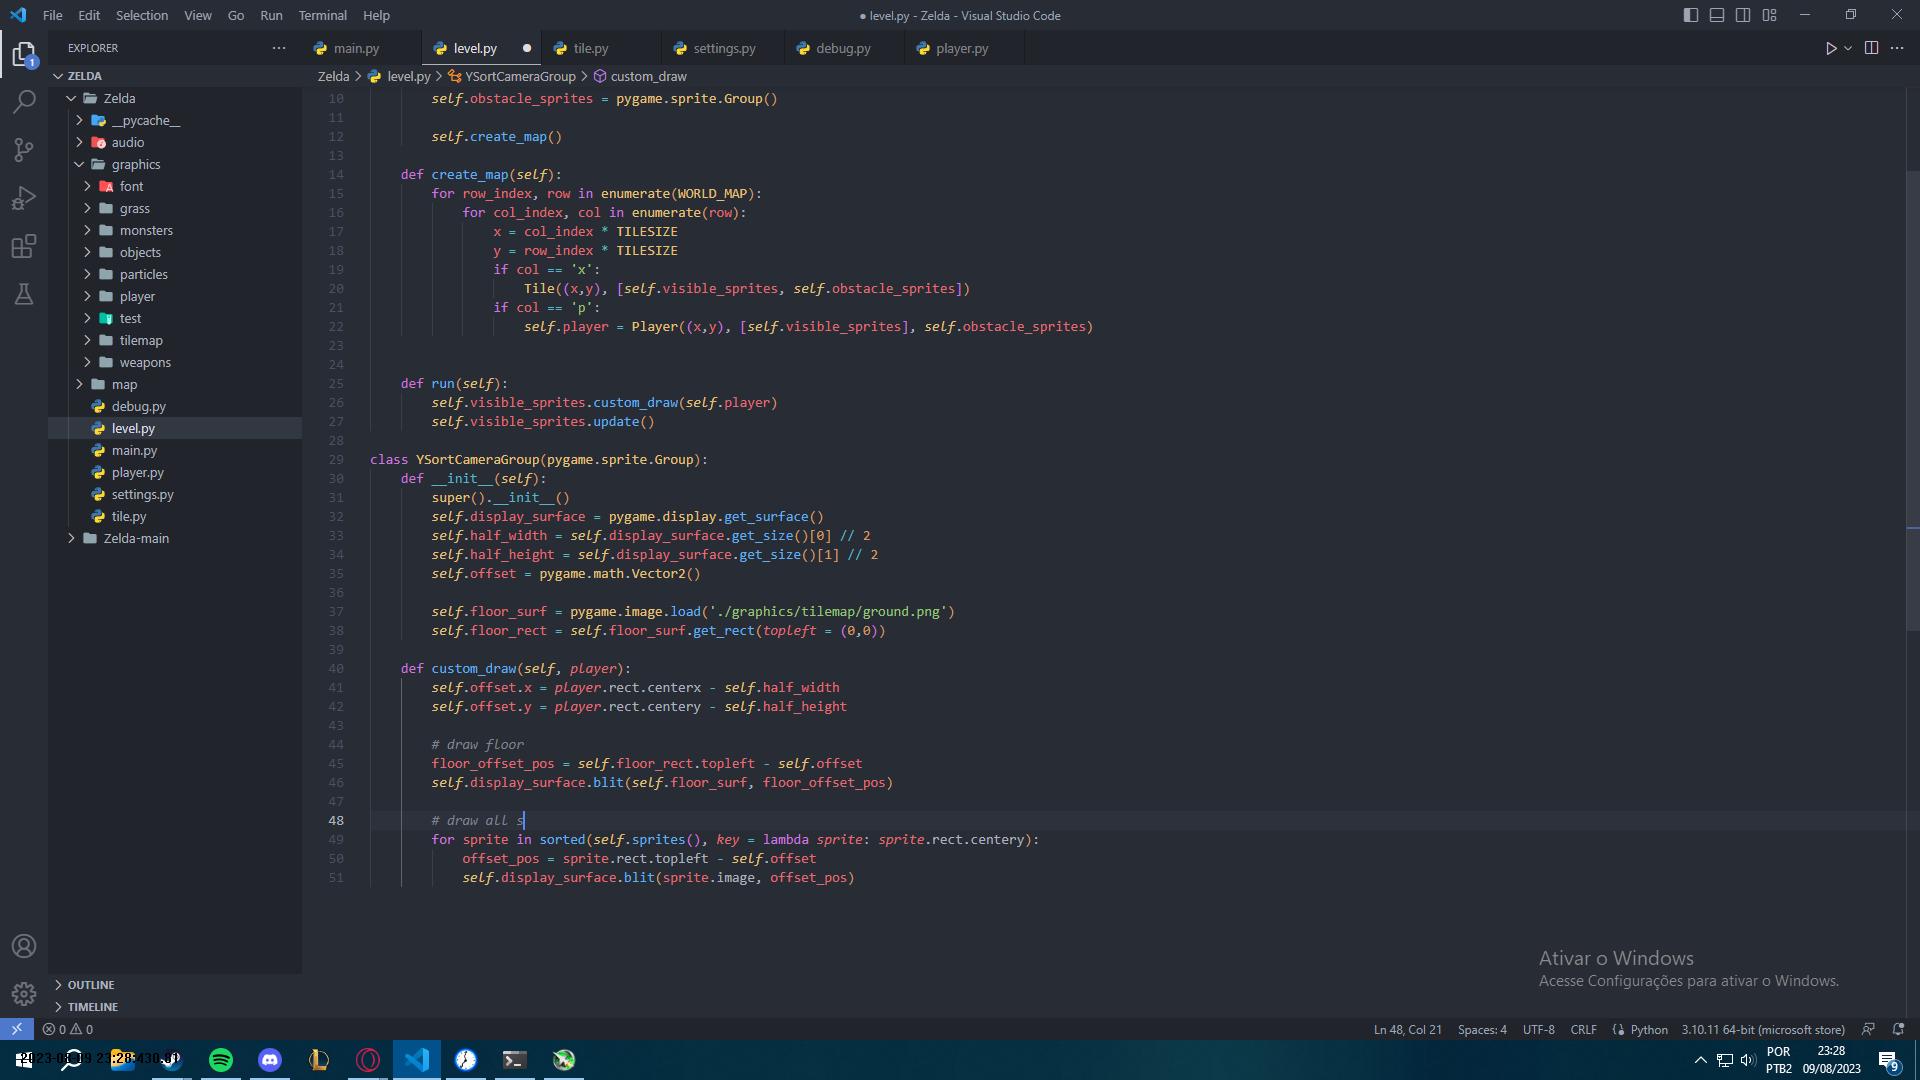 File Edit Selection View Go Run Terminal Help
● level.py - Zelda - Visual Studio Code
EXPLORER
main.py level.py tile.py settings.py debug.py player.py
ZELDA
Zelda > level.py > YSortCameraGroup > custom_draw
Zelda
__pycache__
audio
graphics
font
grass
monsters
objects
particles
player
test
tilemap
weapons
map
debug.py
level.py
main.py
player.py
settings.py
tile.py
Zelda-main
OUTLINE
TIMELINE
10 self.obstacle_sprites = pygame.sprite.Group()
11
12 self.create_map()
13
14 def create_map(self):
15 for row_index, row in enumerate(WORLD_MAP):
16 for col_index, col in enumerate(row):
17 x = col_index * TILESIZE
18 y = row_index * TILESIZE
19 if col == 'x':
20 Tile((x,y), [self.visible_sprites, self.obstacle_sprites])
21 if col == 'p':
22 self.player = Player((x,y), [self.visible_sprites], self.obstacle_sprites)
23
24
25 def run(self):
26 self.visible_sprites.custom_draw(self.player)
27 self.visible_sprites.update()
28
29 class YSortCameraGroup(pygame.sprite.Group):
30 def __init__(self):
31 super().__init__()
32 self.display_surface = pygame.display.get_surface()
33 self.half_width = self.display_surface.get_size()[0] // 2
34 self.half_height = self.display_surface.get_size()[1] // 2
35 self.offset = pygame.math.Vector2()
36
37 self.floor_surf = pygame.image.load('./graphics/tilemap/ground.png')
38 self.floor_rect = self.floor_surf.get_rect(topleft = (0,0))
39
40 def custom_draw(self, player):
41 self.offset.x = player.rect.centerx - self.half_width
42 self.offset.y = player.rect.centery - self.half_height
43
44 # draw floor
45 floor_offset_pos = self.floor_rect.topleft - self.offset
46 self.display_surface.blit(self.floor_surf, floor_offset_pos)
47
48 # draw all s
49 for sprite in sorted(self.sprites(), key = lambda sprite: sprite.rect.centery):
50 offset_pos = sprite.rect.topleft - self.offset
51 self.display_surface.blit(sprite.image, offset_pos)
Ativar o Windows
Acesse Configurações para ativar o Windows.
0 0
Ln 48, Col 21 Spaces: 4 UTF-8 CRLF Python 3.10.11 64-bit (microsoft store)
POR
PTB2
23:28
09/08/2023
9
1